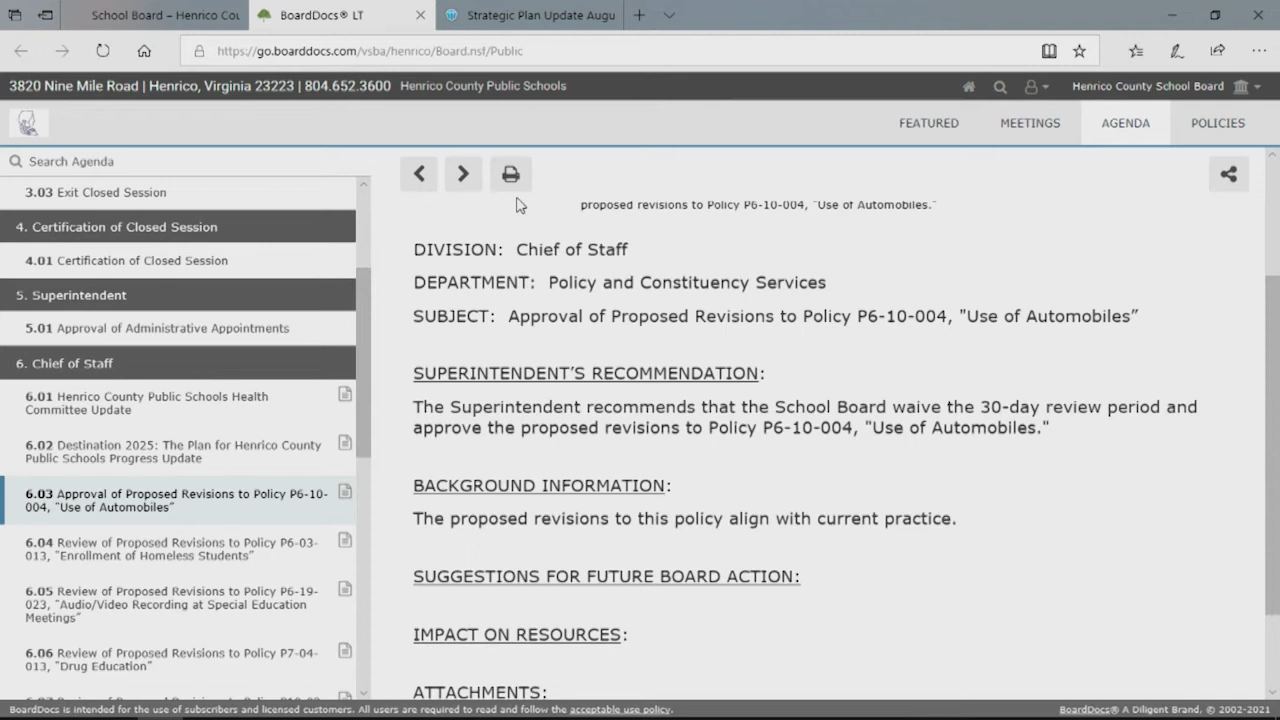 School Board – Henrico Cou
BoardDocs® LT
Strategic Plan Update Augu
https://go.boarddocs.com/vsba/henrico/Board.nsf/Public
3820 Nine Mile Road | Henrico, Virginia 23223 | 804.652.3600 Henrico County Public Schools
Henrico County School Board
FEATURED
MEETINGS
AGENDA
POLICIES
Search Agenda
3.03 Exit Closed Session
4. Certification of Closed Session
4.01 Certification of Closed Session
5. Superintendent
5.01 Approval of Administrative Appointments
6. Chief of Staff
6.01 Henrico County Public Schools Health
Committee Update
6.02 Destination 2025: The Plan for Henrico County
Public Schools Progress Update
6.03 Approval of Proposed Revisions to Policy P6-10-
004, "Use of Automobiles”
6.04 Review of Proposed Revisions to Policy P6-03-
013, "Enrollment of Homeless Students”
6.05 Review of Proposed Revisions to Policy P6-19-
023, "Audio/Video Recording at Special Education
Meetings”
6.06 Review of Proposed Revisions to Policy P7-04-
013, "Drug Education”
proposed revisions to Policy P6-10-004, "Use of Automobiles."
DIVISION: Chief of Staff
DEPARTMENT: Policy and Constituency Services
SUBJECT: Approval of Proposed Revisions to Policy P6-10-004, "Use of Automobiles”
SUPERINTENDENT’S RECOMMENDATION:
The Superintendent recommends that the School Board waive the 30-day review period and
approve the proposed revisions to Policy P6-10-004, "Use of Automobiles."
BACKGROUND INFORMATION:
The proposed revisions to this policy align with current practice.
SUGGESTIONS FOR FUTURE BOARD ACTION:
IMPACT ON RESOURCES:
ATTACHMENTS:
BoardDocs is intended for the use of subscribers and licensed customers. All users are required to read and follow the acceptable use policy.
BoardDocs® A Diligent Brand, © 2002-2021